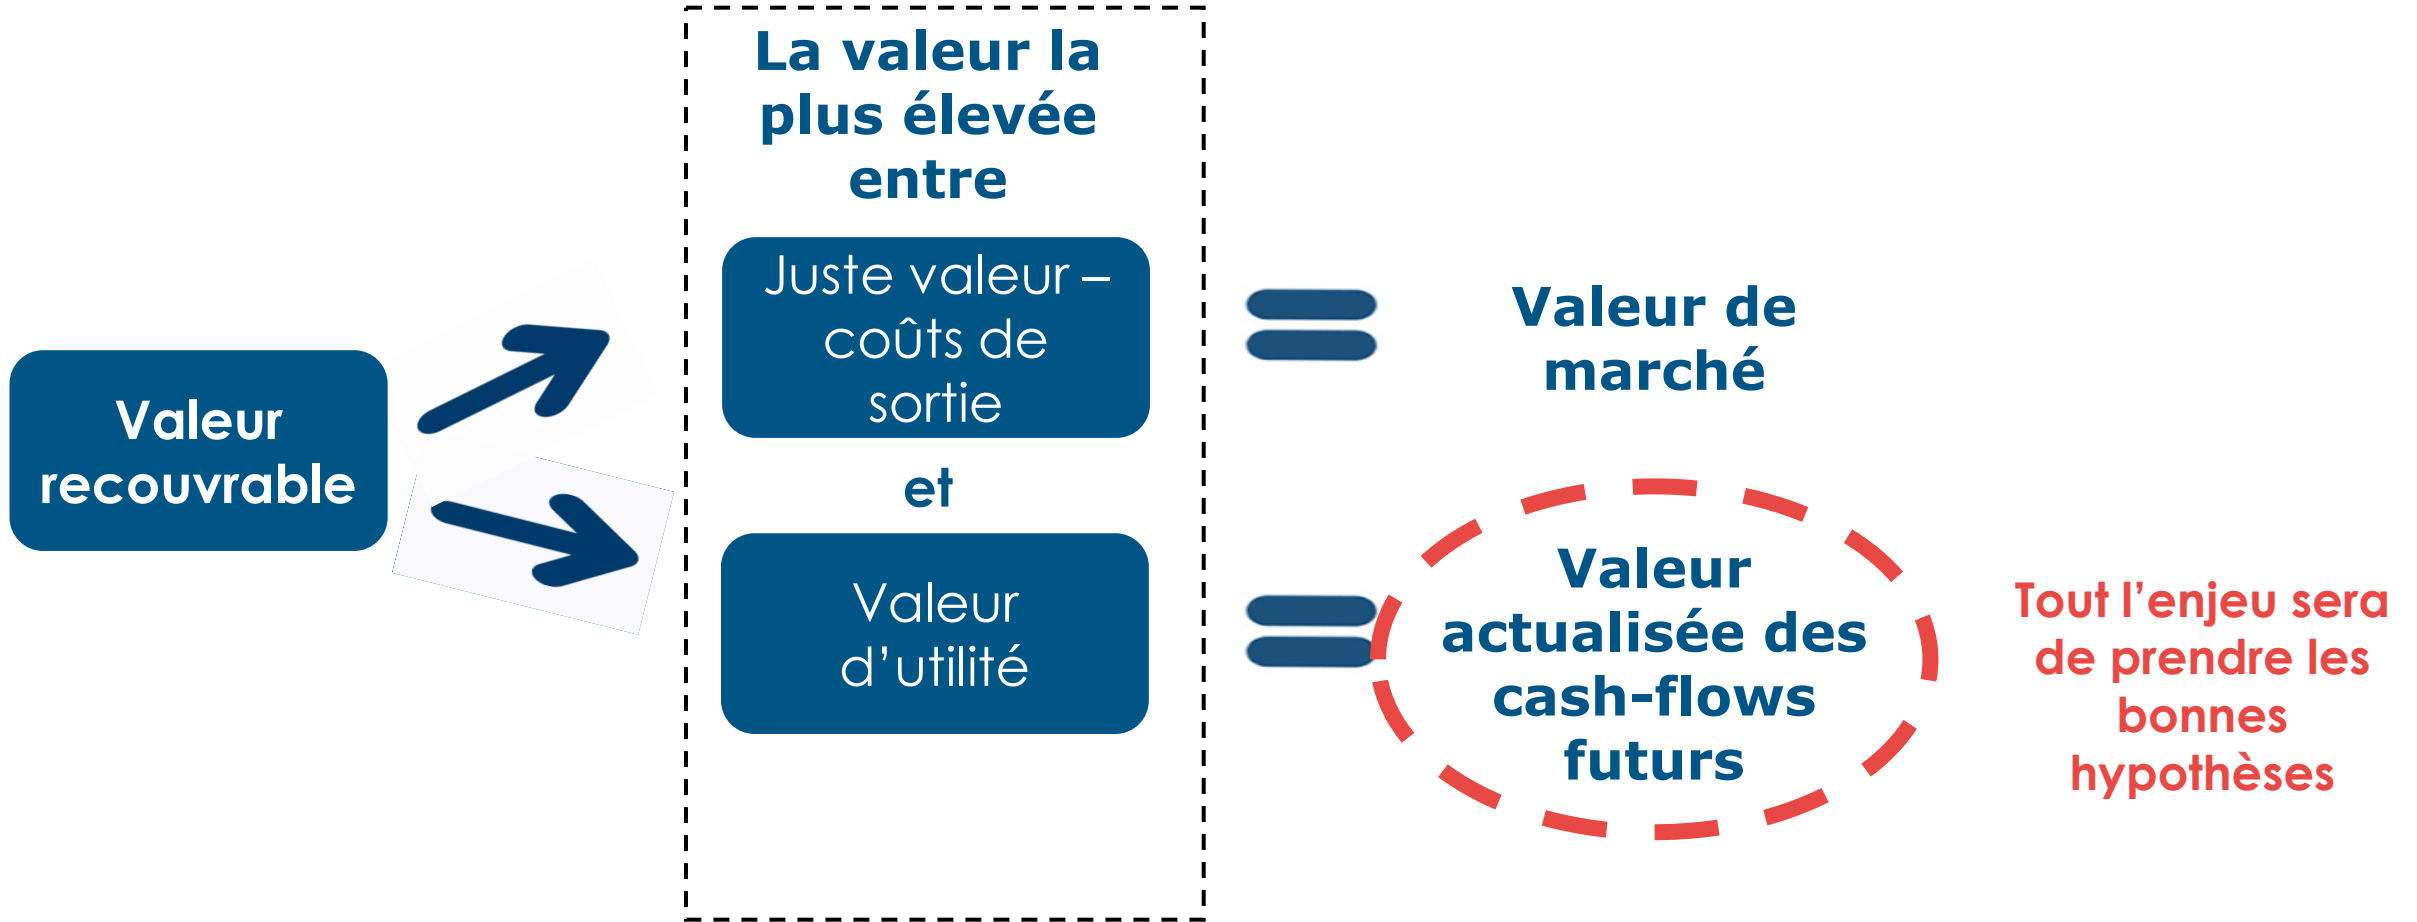 Valeur
recouvrable
La valeur la
plus élevée
entre
Juste valeur –
coûts de
sortie
et
Valeur
d’utilité
Valeur de
marché
Valeur
actualisée des
cash-flows
futurs
Tout l’enjeu sera
de prendre les
bonnes
hypothèses